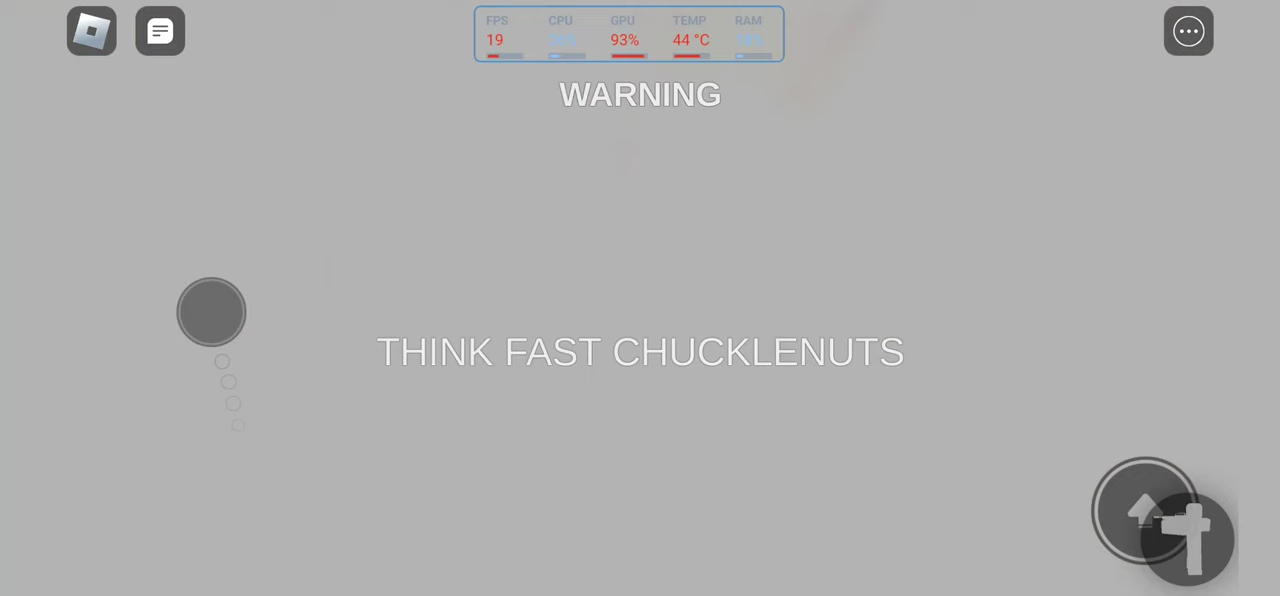 FPS CPU GPU TEMP RAM
19 93% 44 °C
WARNING
THINK FAST CHUCKLENUTS